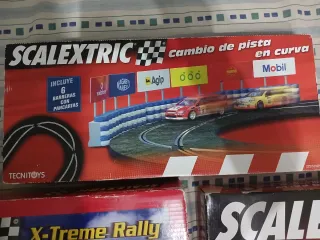 SCALEXTRIC
cambio de pista
en curva
INCLUYE
6
BARRERAS
CON
PANCARTAS
Agip
Mobil
TECNITOYS
X-Treme Rally
SCALE